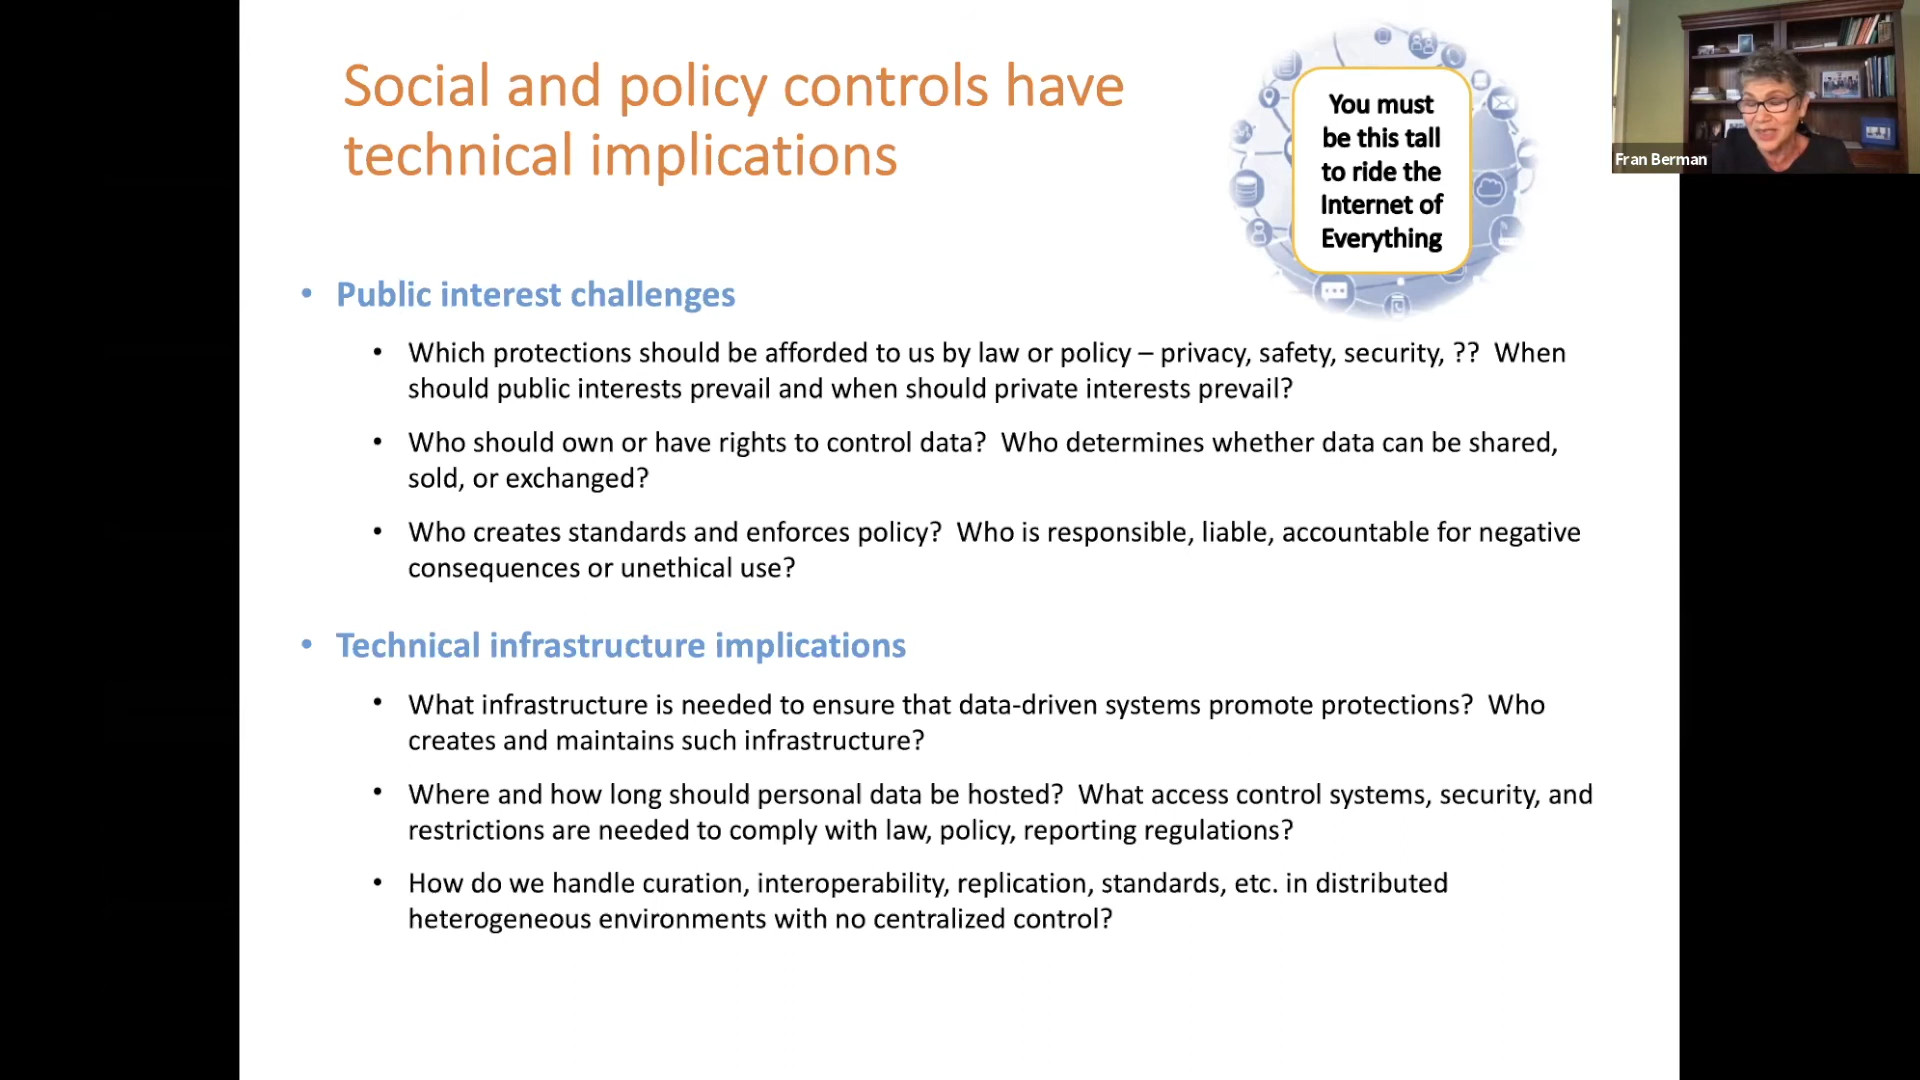 Social and policy controls have
technical implications
You must
be this tall
to ride the
Internet of
Everything
Fran Berman
• Public interest challenges
• Which protections should be afforded to us by law or policy – privacy, safety, security, ?? When
should public interests prevail and when should private interests prevail?
• Who should own or have rights to control data? Who determines whether data can be shared,
sold, or exchanged?
• Who creates standards and enforces policy? Who is responsible, liable, accountable for negative
consequences or unethical use?
• Technical infrastructure implications
• What infrastructure is needed to ensure that data-driven systems promote protections? Who
creates and maintains such infrastructure?
• Where and how long should personal data be hosted? What access control systems, security, and
restrictions are needed to comply with law, policy, reporting regulations?
• How do we handle curation, interoperability, replication, standards, etc. in distributed
heterogeneous environments with no centralized control?